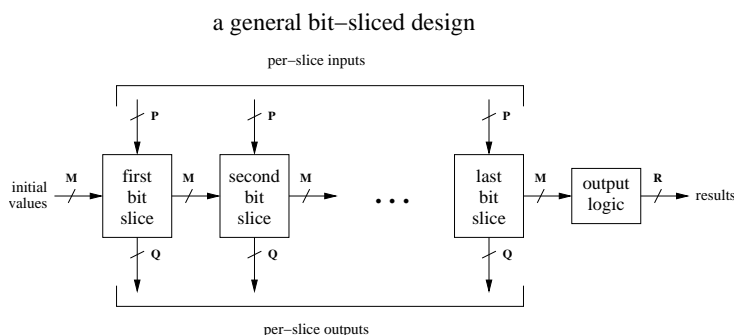 a general bit–sliced design
per–slice inputs
P P P
initial
values
M
first
bit
slice
M
second
bit
slice
M
• • •
last
bit
slice
M
output
logic
R
results
Q Q Q
per–slice outputs